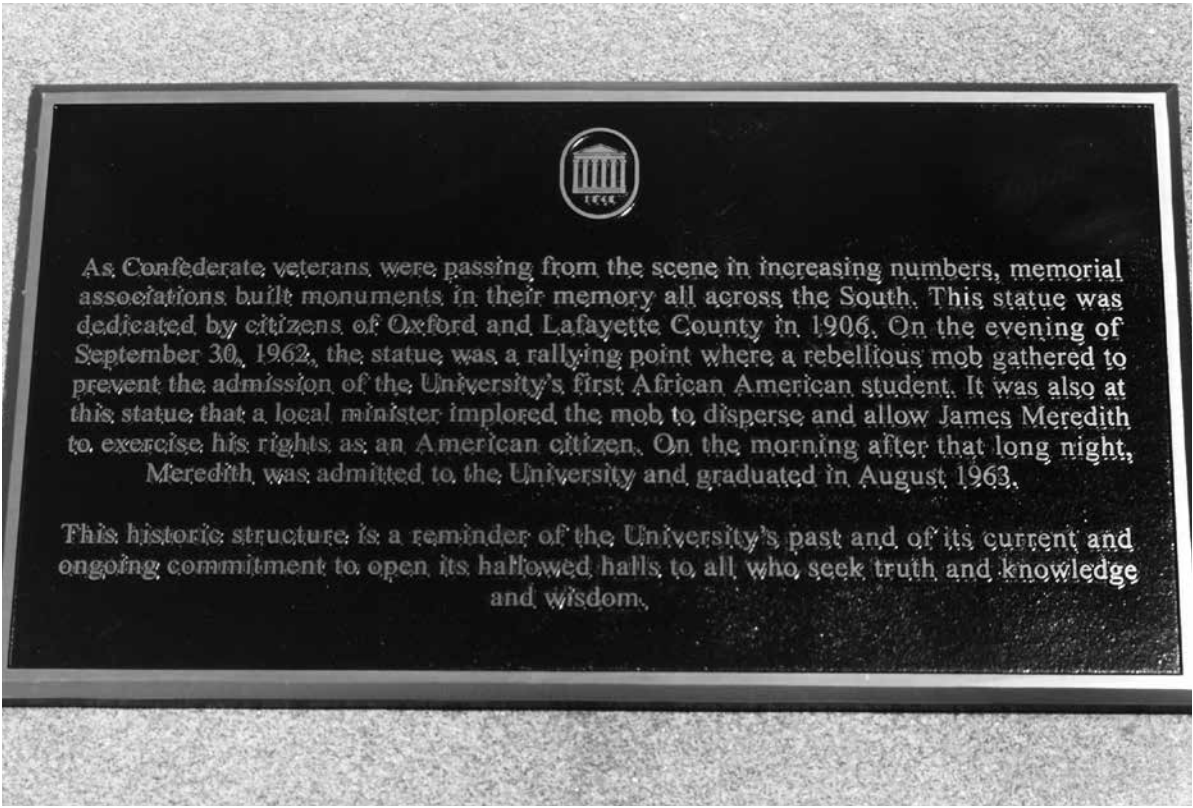 1848
As Confederate veterans were passing from the scene in increasing numbers, memorial
associations built monuments in their memory all across the South. This statue was
dedicated by citizens of Oxford and Lafayette County in 1906. On the evening of
September 30, 1962, the statue was a rallying point where a rebellious mob gathered to
prevent the admission of the University's first African American student. It was also at
this statue that a local minister implored the mob to disperse and allow James Meredith
to exercise his rights as an American citizen. On the morning after that long night,
Meredith was admitted to the University and graduated in August 1963.
This historic structure is a reminder of the University's past and of its current and
ongoing commitment to open its hallowed halls to all who seek truth and knowledge
and wisdom.